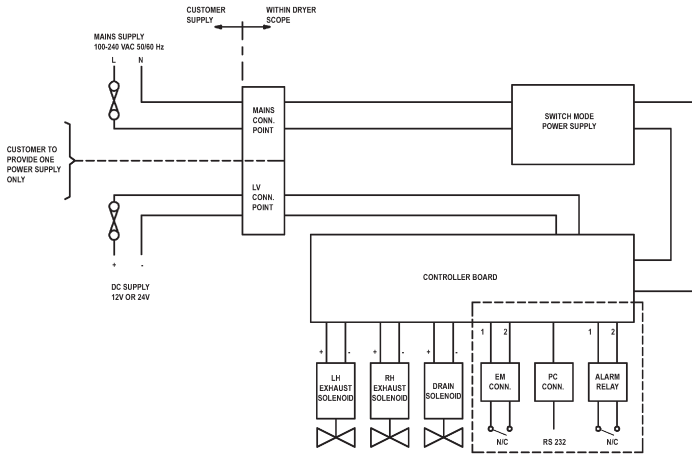 CUSTOMER
SUPPLY
WITHIN DRYER
SCOPE
MAINS SUPPLY
100-240 VAC 50/60 Hz
L N
MAINS
CONN.
POINT
SWITCH MODE
POWER SUPPLY
CUSTOMER TO
PROVIDE ONE
POWER SUPPLY
ONLY
LV
CONN.
POINT
+ -
DC SUPPLY
12V OR 24V
CONTROLLER BOARD
1 2 1 2
+ - + - + -
LH
EXHAUST
SOLENOID
RH
EXHAUST
SOLENOID
DRAIN
SOLENOID
EM
CONN.
PC
CONN.
ALARM
RELAY
N/C RS 232 N/C